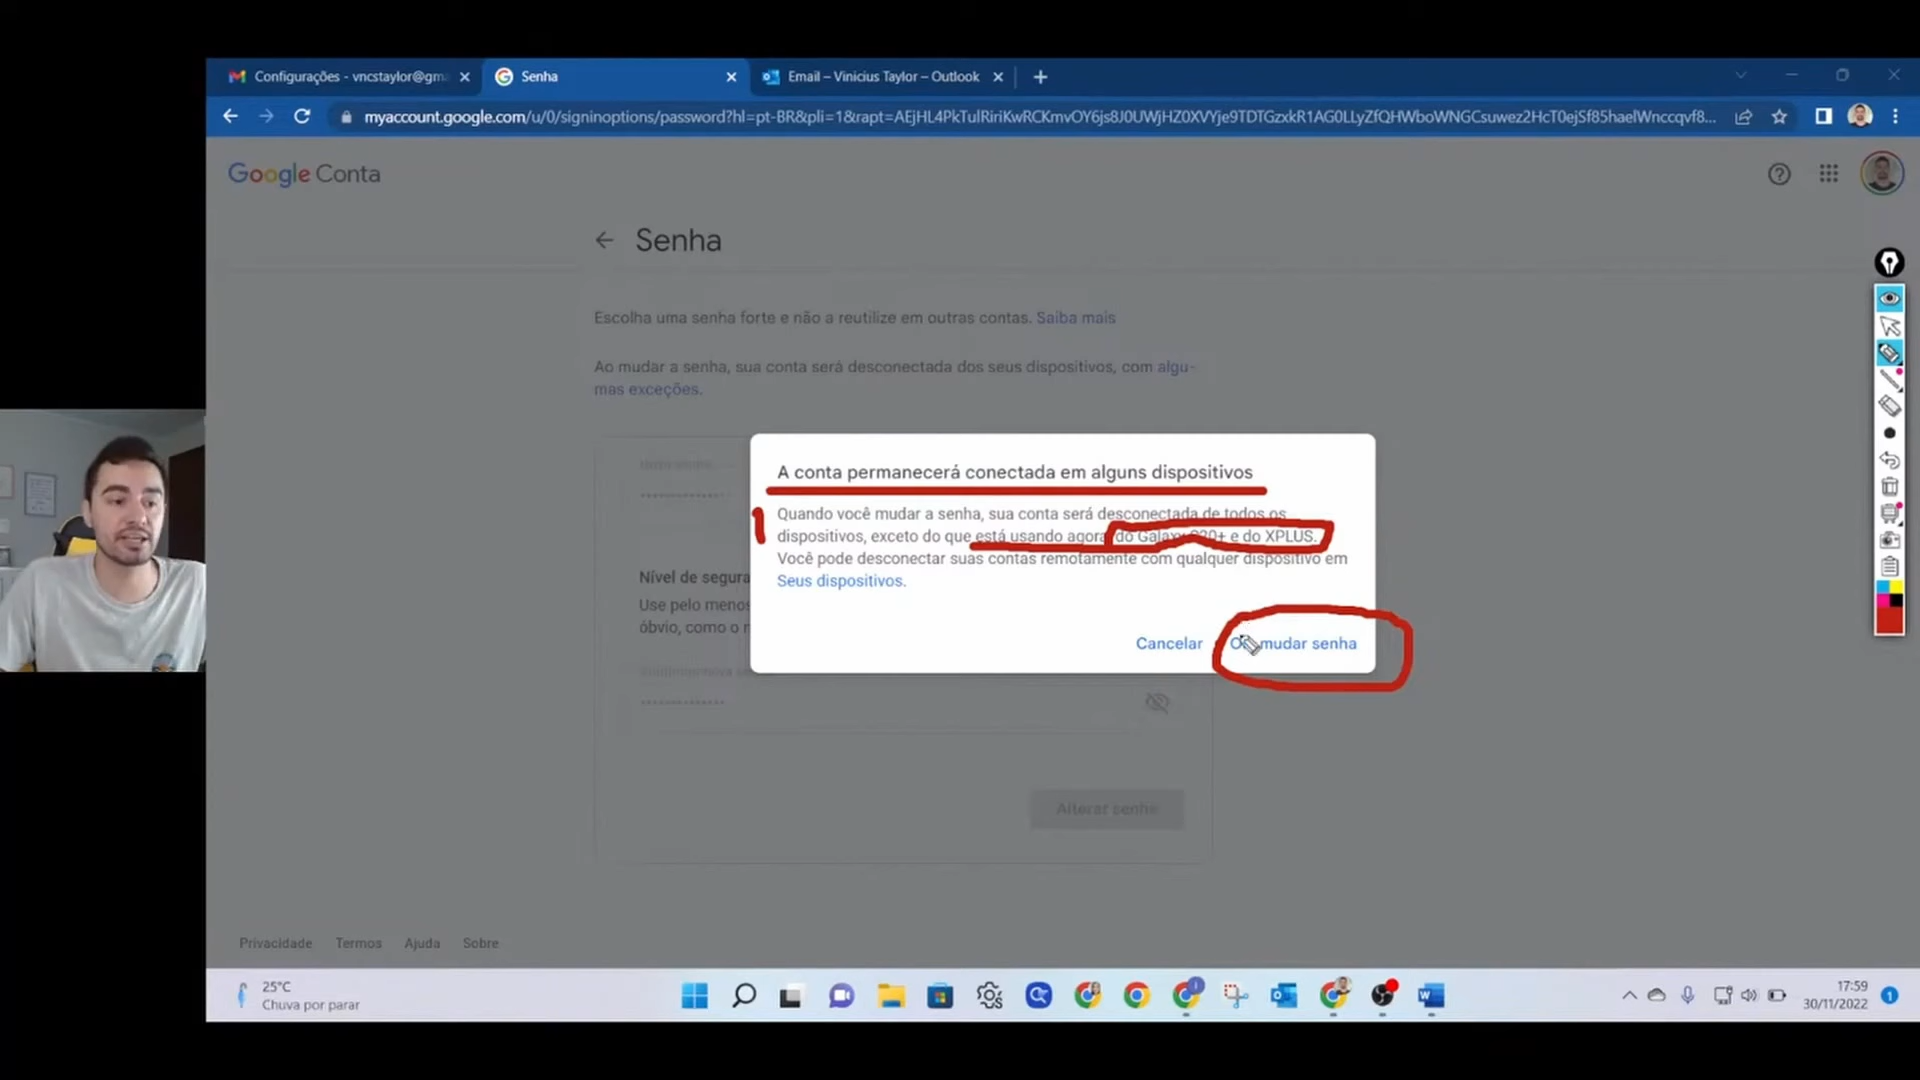 Configurações - vncstaylor@gm
Senha
Email – Vinicius Taylor – Outlook
myaccount.google.com/u/0/signinoptions/password?hl=pt-BR&pli=1&rapt=AEjHL4PkTulRiriKwRCKmvOY6js8J0UWjHZ0XVYje9TDTGzxkR1AG0LLyZfQHWboWNGCsuwez2HcT0ejSf85haelWnccqvf8...
Google Conta
Senha
Escolha uma senha forte e não a reutilize em outras contas. Saiba mais
Ao mudar a senha, sua conta será desconectada dos seus dispositivos, com algu-
mas exceções.
A conta permanecerá conectada em alguns dispositivos
Quando você mudar a senha, sua conta será desconectada de todos os
dispositivos, exceto do que está usando agora do Galaxy S20+ e do XPLUS.
Você pode desconectar suas contas remotamente com qualquer dispositivo em
Seus dispositivos.
Nível de segura
Use pelo menos
óbvio, como o n
Cancelar
mudar senha
Alterar senha
Privacidade Termos Ajuda Sobre
25°C
Chuva por parar
17:59
30/11/2022
1